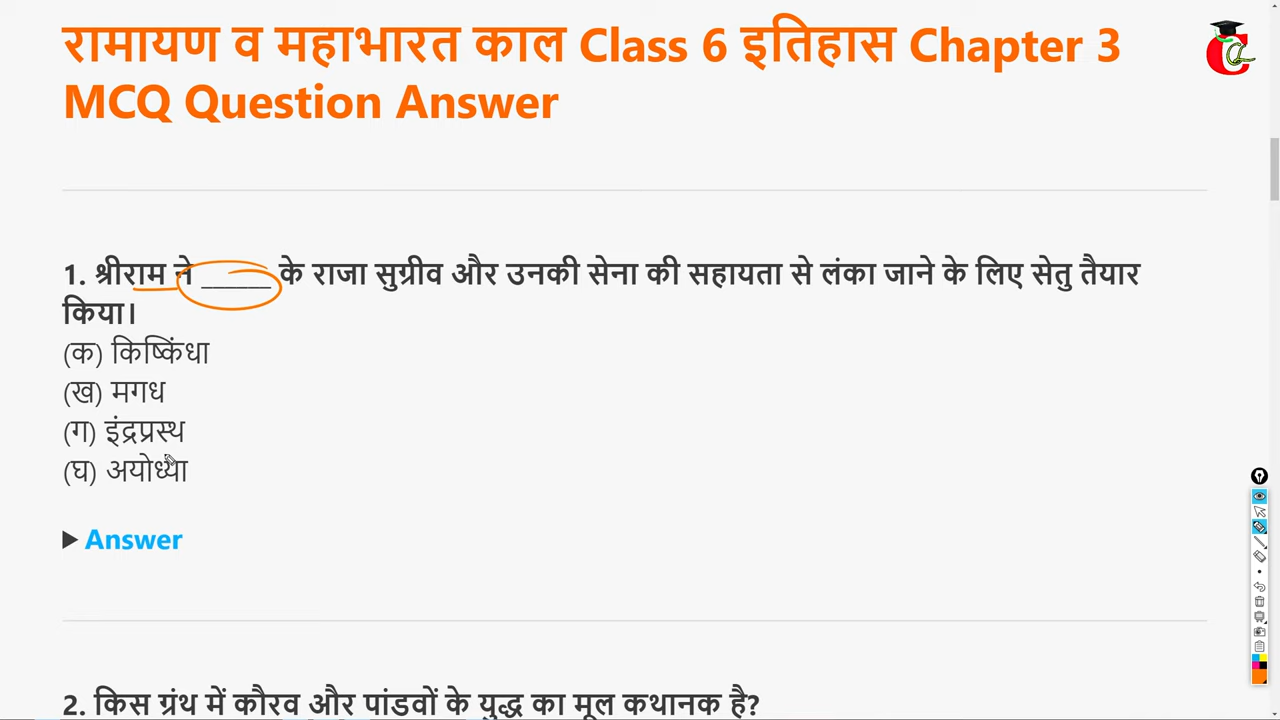 रामायण व महाभारत काल Class 6 इतिहास Chapter 3
MCQ Question Answer
1. श्रीराम ने ______ के राजा सुग्रीव और उनकी सेना की सहायता से लंका जाने के लिए सेतु तैयार
किया।
(क) किष्किंधा
(ख) मगध
(ग) इंद्रप्रस्थ
(घ) अयोध्या
Answer
2. किस ग्रंथ में कौरव और पांडवों के युद्ध का मूल कथानक है?